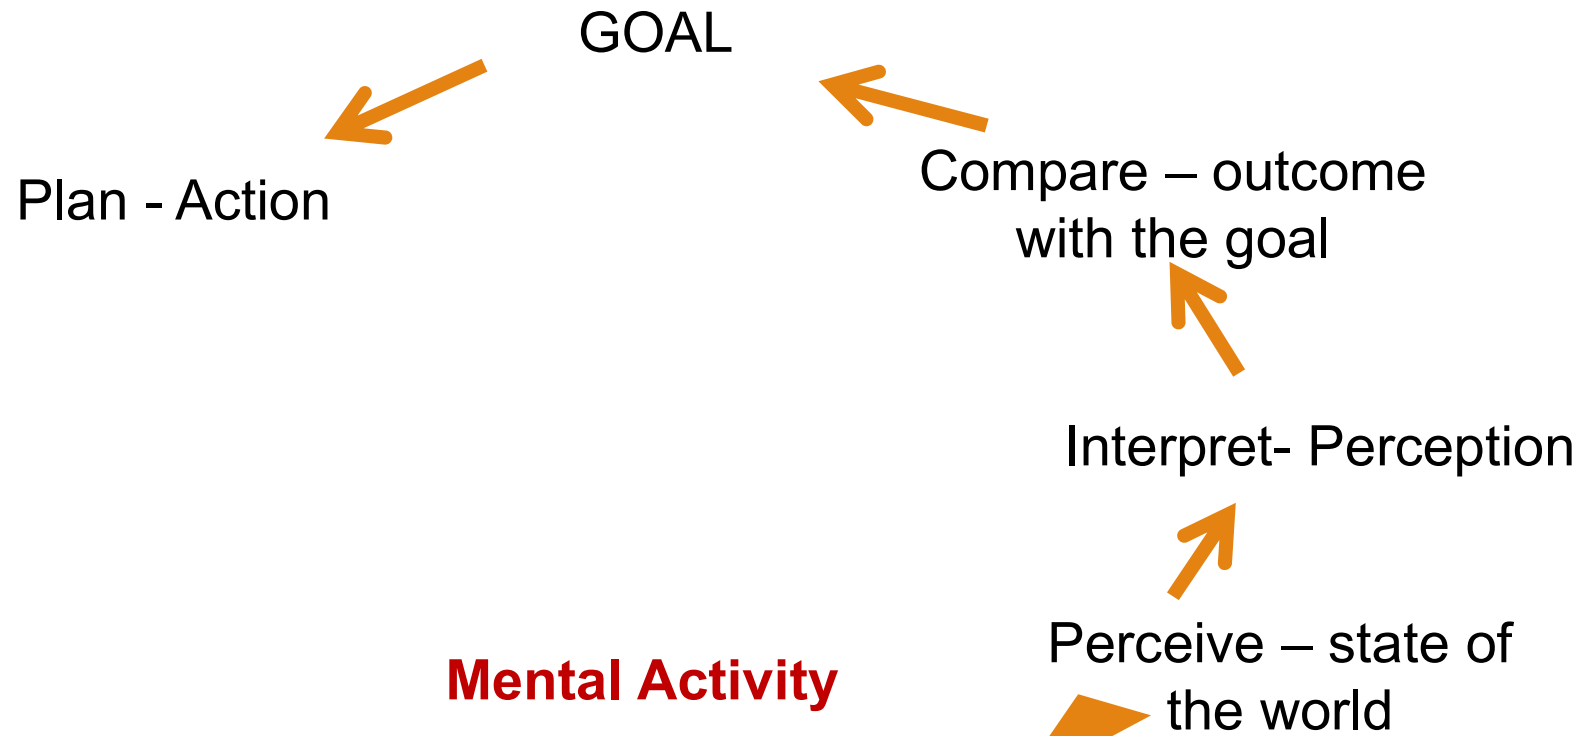 GOAL
Plan - Action
Compare – outcome
with the goal
Interpret- Perception
Perceive – state of
the world
Mental Activity